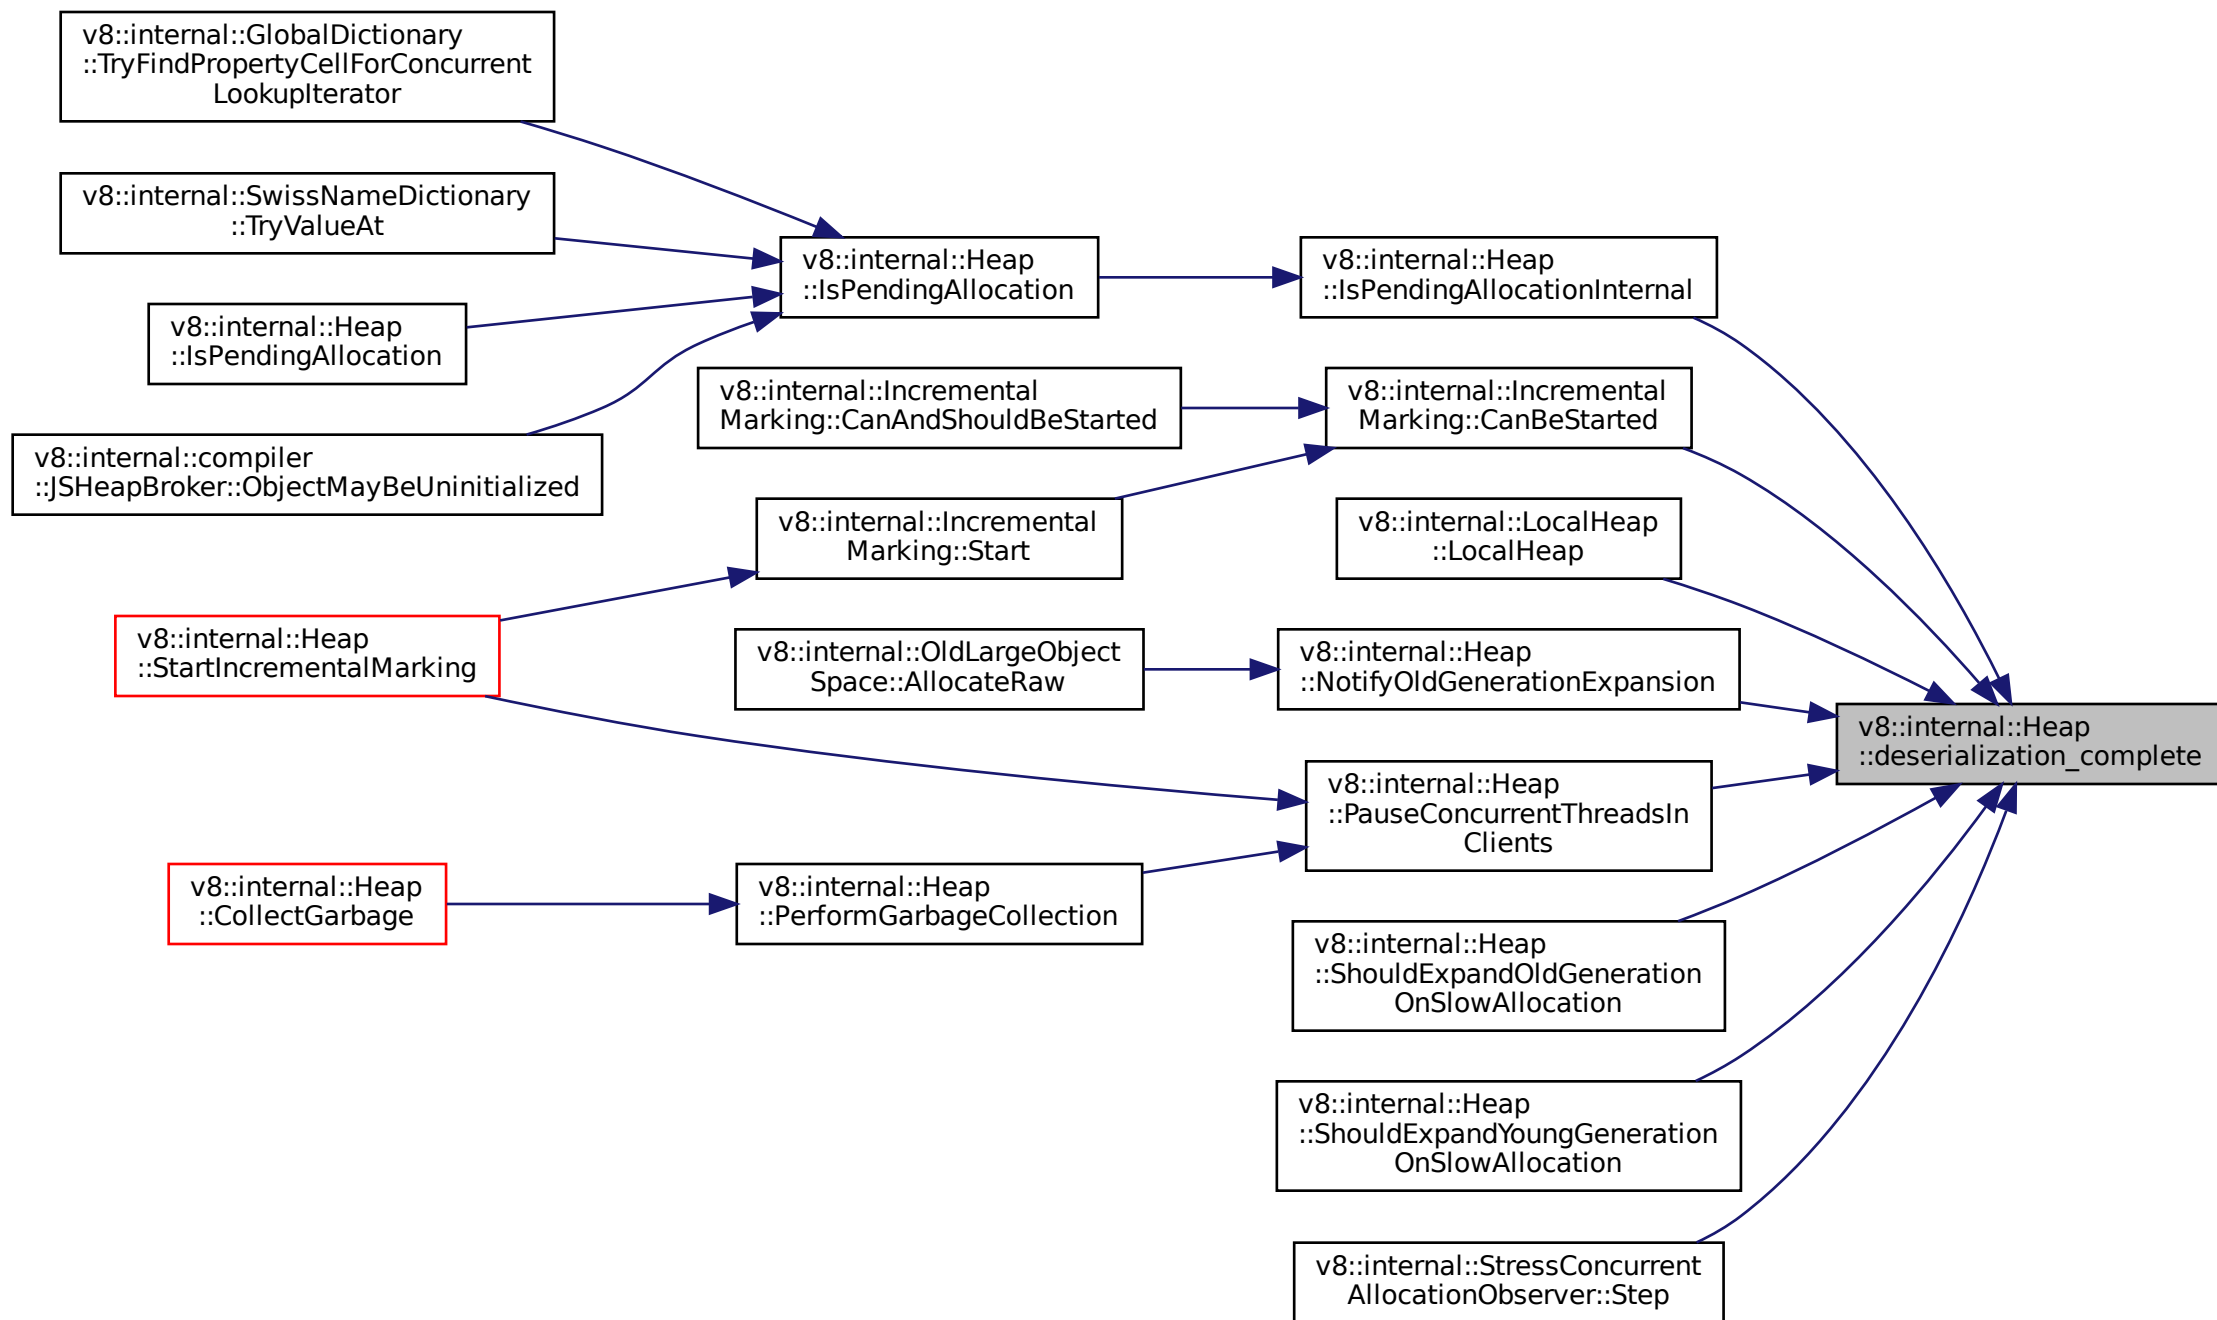 v8::internal::GlobalDictionary
::TryFindPropertyCellForConcurrent
LookupIterator
v8::internal::SwissNameDictionary
::TryValueAt
v8::internal::Heap
::IsPendingAllocation
v8::internal::compiler
::JSHeapBroker::ObjectMayBeUninitialized
v8::internal::Heap
::StartIncrementalMarking
v8::internal::Heap
::CollectGarbage
v8::internal::Heap
::IsPendingAllocation
v8::internal::Incremental
Marking::CanAndShouldBeStarted
v8::internal::Incremental
Marking::Start
v8::internal::OldLargeObject
Space::AllocateRaw
v8::internal::Heap
::PerformGarbageCollection
v8::internal::Heap
::IsPendingAllocationInternal
v8::internal::Incremental
Marking::CanBeStarted
v8::internal::LocalHeap
::LocalHeap
v8::internal::Heap
::NotifyOldGenerationExpansion
v8::internal::Heap
::PauseConcurrentThreadsIn
Clients
v8::internal::Heap
::ShouldExpandOldGeneration
OnSlowAllocation
v8::internal::Heap
::ShouldExpandYoungGeneration
OnSlowAllocation
v8::internal::StressConcurrent
AllocationObserver::Step
v8::internal::Heap
::deserialization_complete